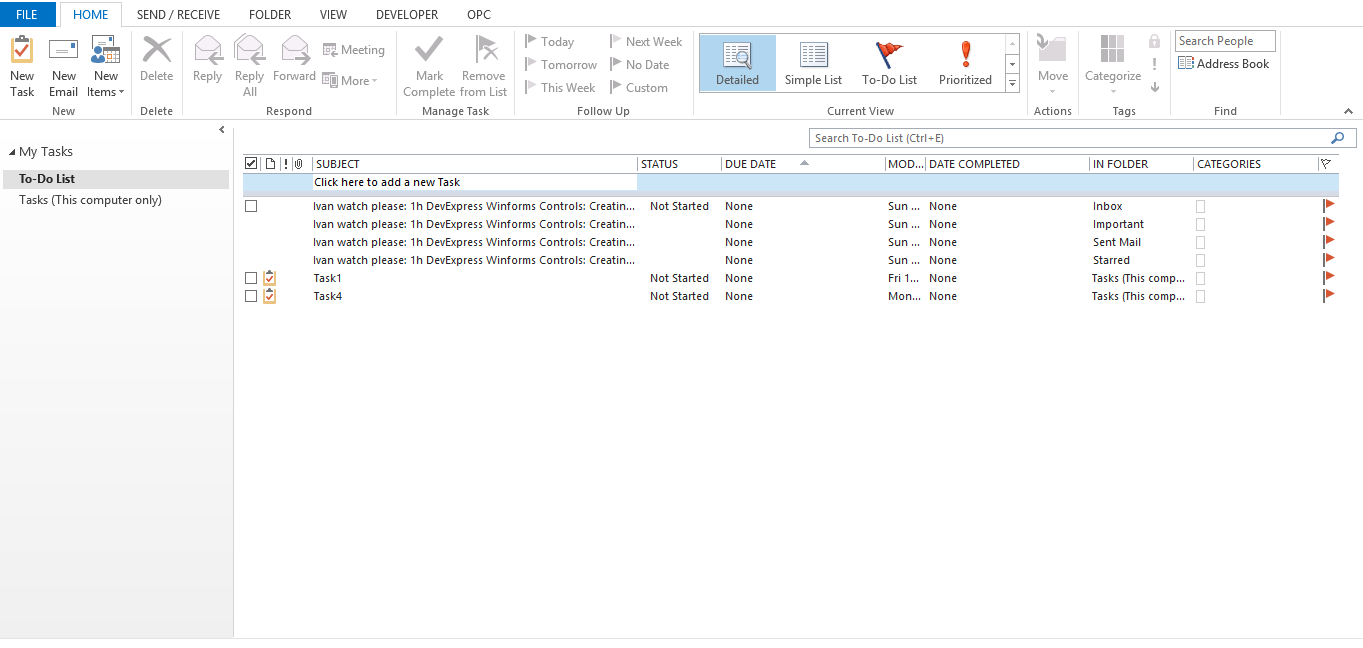 FILE HOME SEND / RECEIVE FOLDER VIEW DEVELOPER OPC
New Task
New Email
New Items
New
Delete
Delete
Reply
Reply All
Forward
Meeting
More
Respond
Mark Complete
Remove from List
Manage Task
Today
Tomorrow
This Week
Next Week
No Date
Custom
Follow Up
Detailed
Simple List
To-Do List
Prioritized
Current View
Move
Actions
Categorize
Tags
Search People
Address Book
Find
My Tasks
To-Do List
Tasks (This computer only)
Search To-Do List (Ctrl+E)
! SUBJECT STATUS DUE DATE MOD... DATE COMPLETED IN FOLDER CATEGORIES
Click here to add a new Task
Ivan watch please: 1h DevExpress Winforms Controls: Creatin... Not Started None Sun ... None Inbox
Ivan watch please: 1h DevExpress Winforms Controls: Creatin... None Sun ... None Important
Ivan watch please: 1h DevExpress Winforms Controls: Creatin... None Sun ... None Sent Mail
Ivan watch please: 1h DevExpress Winforms Controls: Creatin... None Sun ... None Starred
Task1 Not Started None Fri 1... None Tasks (This comp...
Task4 Not Started None Mon... None Tasks (This comp...